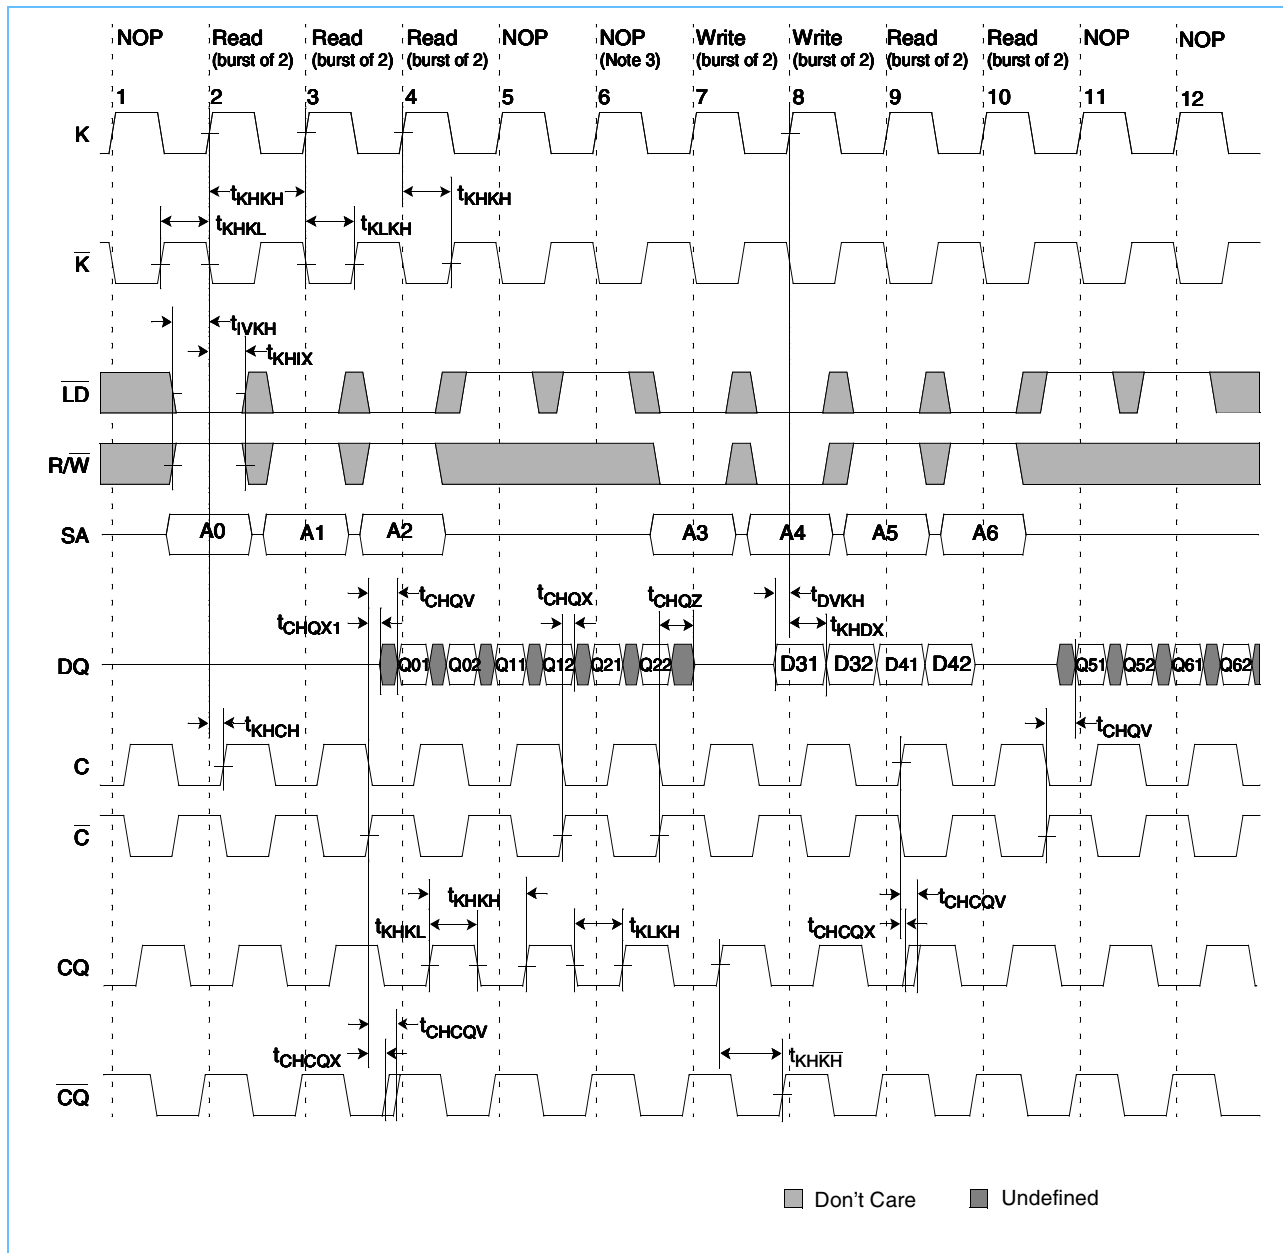 NOP Read Read Read NOP NOP Write Write Read Read NOP NOP
(burst of 2) (burst of 2) (burst of 2) (Note 3) (burst of 2) (burst of 2) (burst of 2) (burst of 2)
1 2 3 4 5 6 7 8 9 10 11 12
K
tKHKH tKHKH
tKHKL tKLKH
K̅
tIVKH
tKHIX
L̅D̅
R/W̅
SA A0 A1 A2 A3 A4 A5 A6
tCHQV tCHQX tCHQZ tDVKH
tCHQX1 tKHDX
DQ Q01 Q02 Q11 Q12 Q21 Q22 D31 D32 D41 D42 Q51 Q52 Q61 Q62
tKHCH tCHQV
C
C̅
tKHKH tCHCQV
tKHKL tKLKH tCHCQX
CQ
tCHCQV
tCHCQX tKHK̅H̅
C̅Q̅
Don't Care Undefined